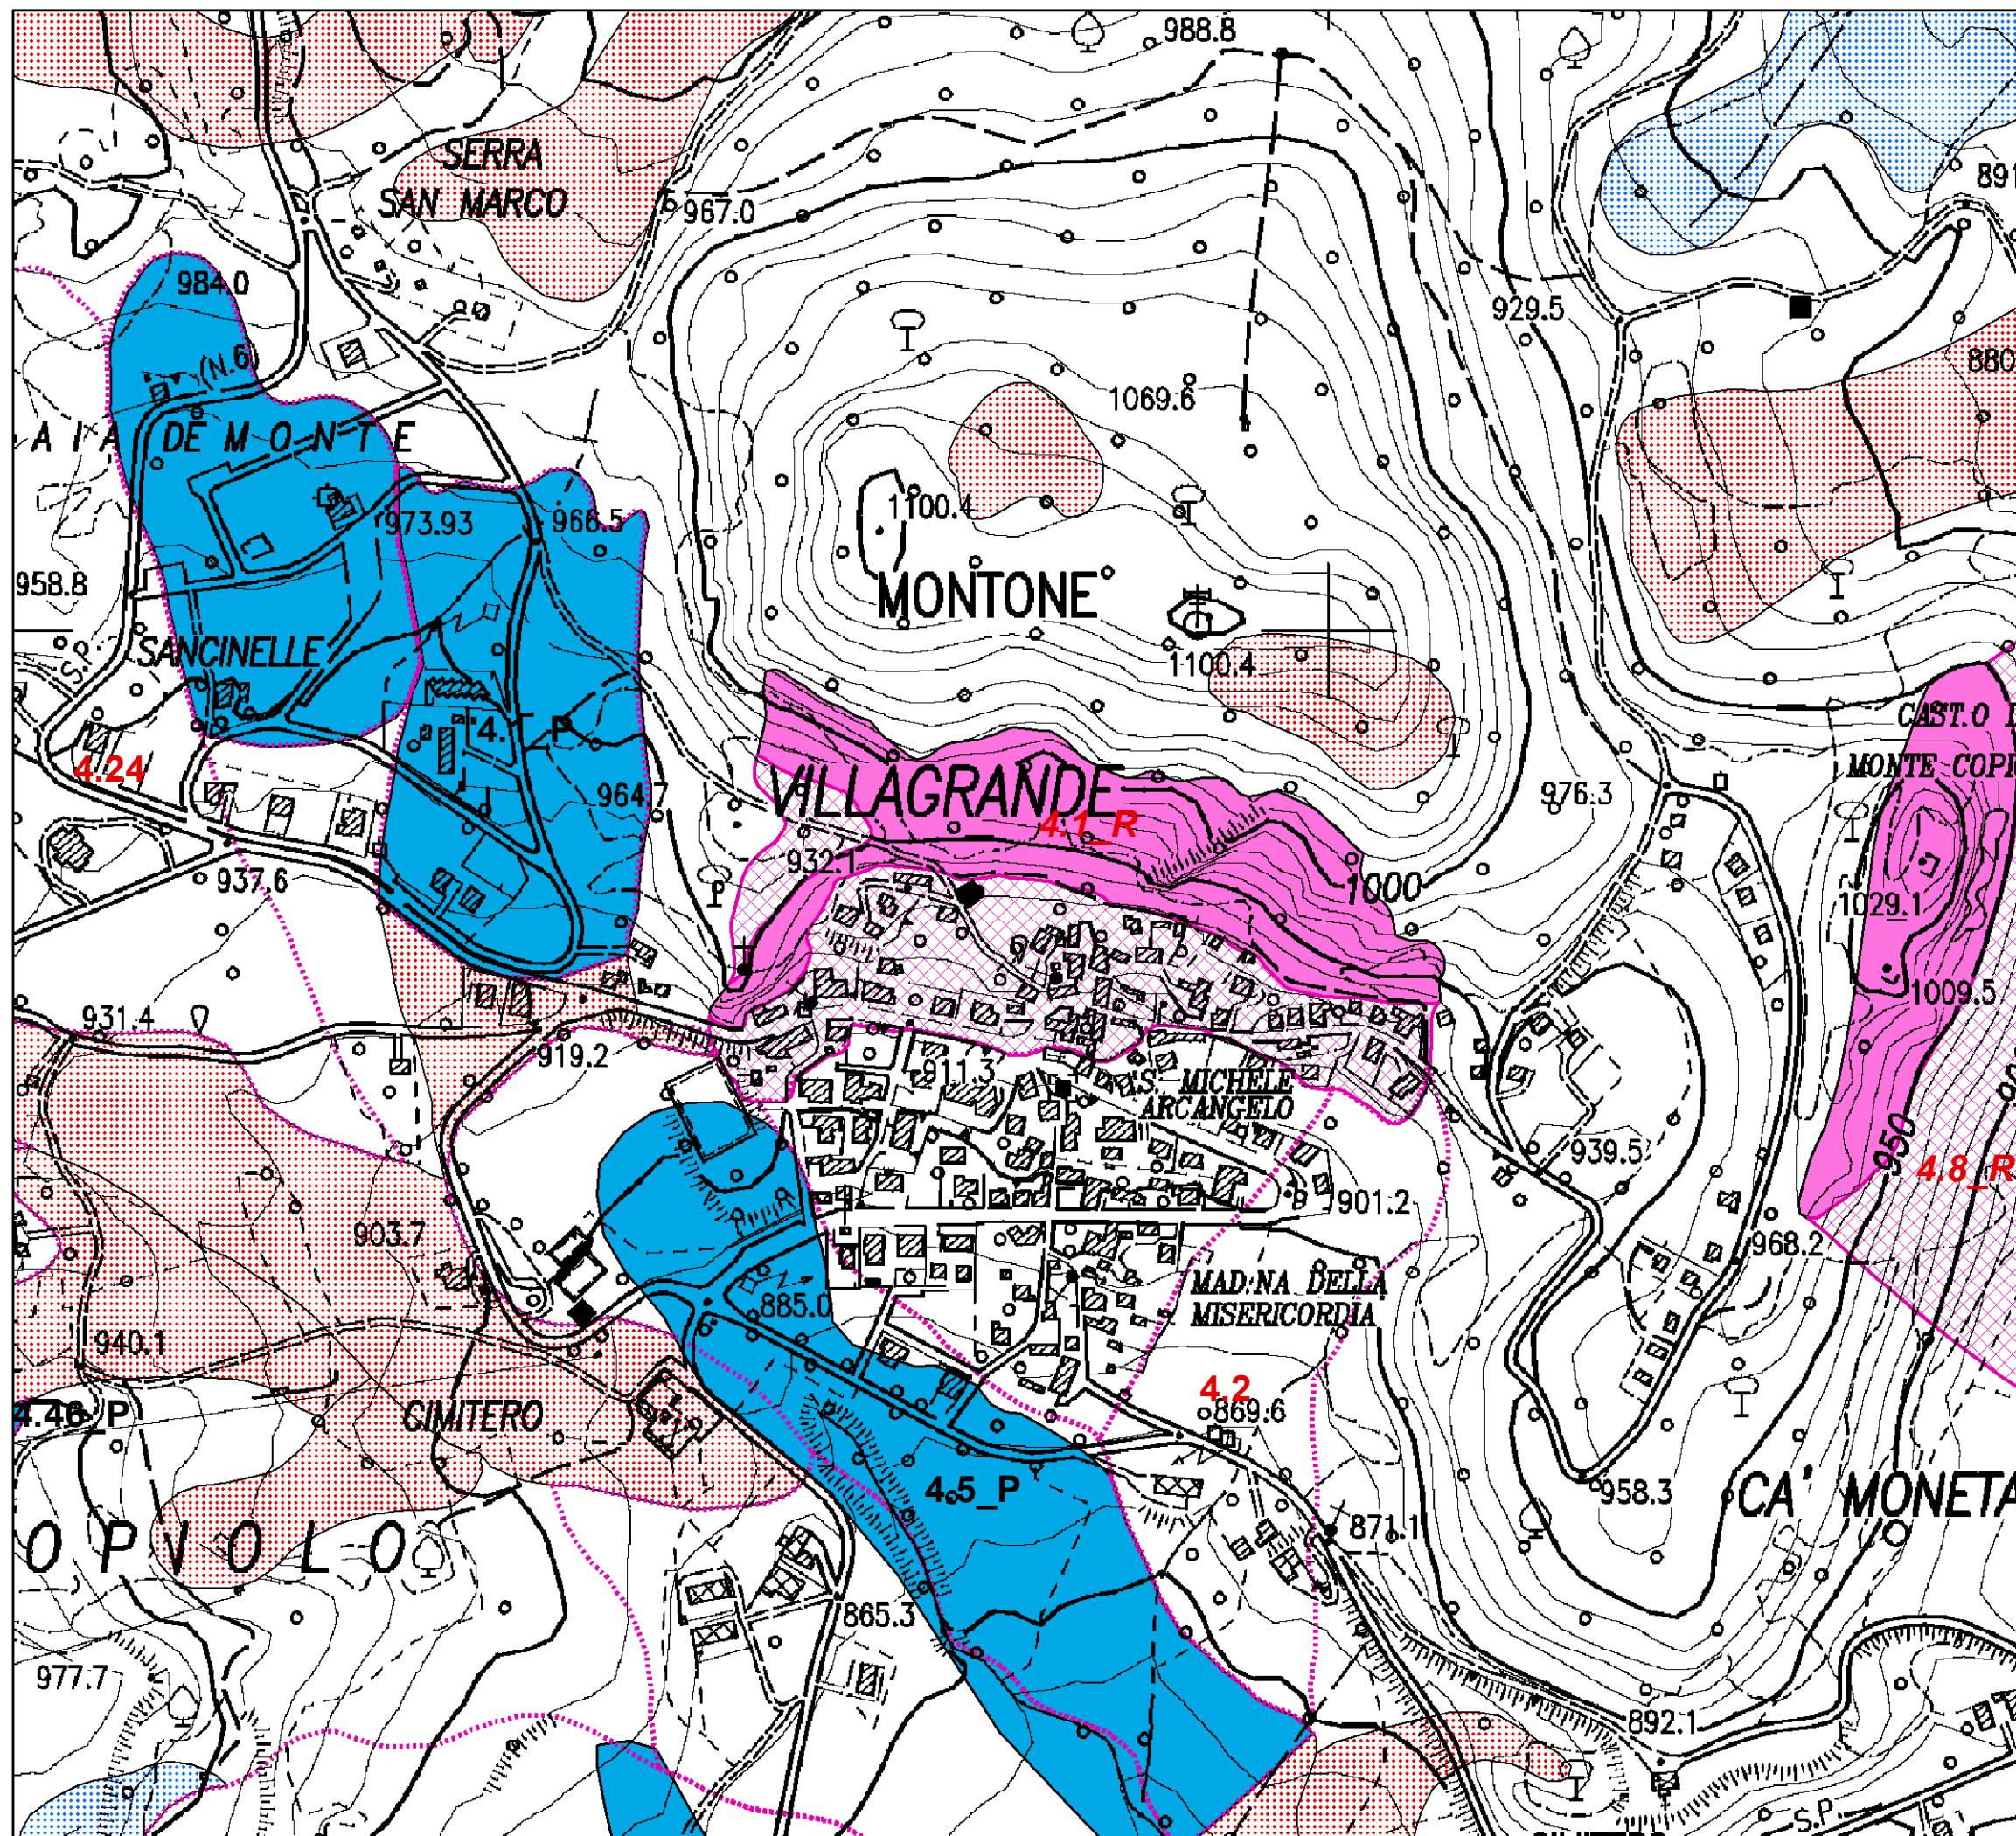 988.8
SERRA
SAN MARCO
967.0
891
984.0
929.5
(N.6)
880
1069.6
A I A DE M O N T E
1100.4
973.93
966.5
958.8
MONTONE
SANCINELLE
S.P.
1100.4
CAST.O
4.
P
4.24
MONTE COPI
964.7
VILLAGRANDE
976.3
4.1_R
932.1
937.6
1000
1029.1
1009.5
931.4
919.2
911.3
S. MICHELE
ARCANGELO
939.5
950
4.8_R
901.2
903.7
968.2
MAD.NA DELLA
MISERICORDIA
885.0
940.1
4.2
869.6
4.46_P
CIMITERO
4.5_P
958.3
CA' MONETA
871.1
O P I O L O
865.3
977.7
892.1
S.P.